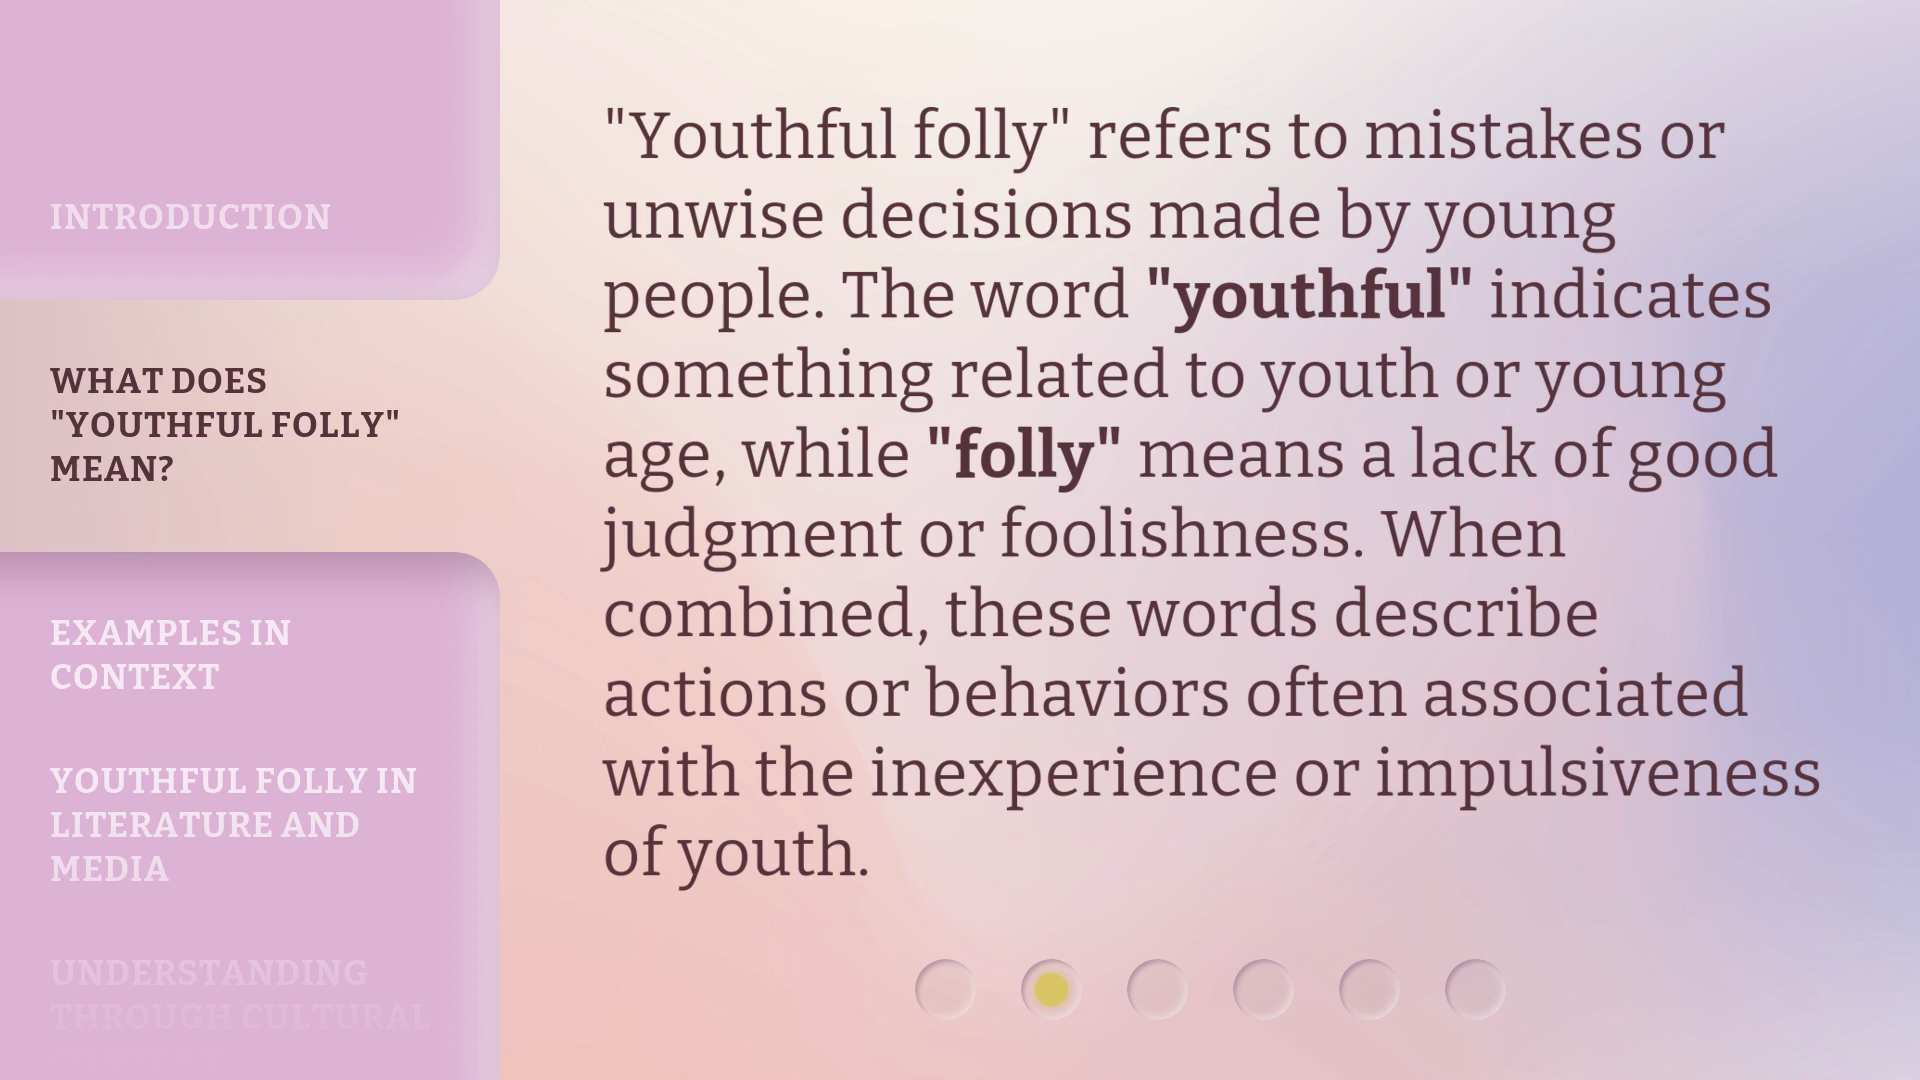 INTRODUCTION
WHAT DOES
"YOUTHFUL FOLLY"
MEAN?
EXAMPLES IN
CONTEXT
YOUTHFUL FOLLY IN
LITERATURE AND
MEDIA
UNDERSTANDING
THROUGH CULTURAL
"Youthful folly" refers to mistakes or
unwise decisions made by young
people. The word "youthful" indicates
something related to youth or young
age, while "folly" means a lack of good
judgment or foolishness. When
combined, these words describe
actions or behaviors often associated
with the inexperience or impulsiveness
of youth.